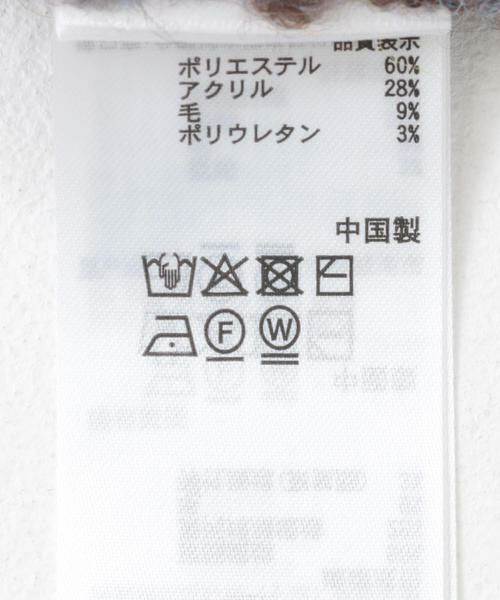 品質表示
ポリエステル 60%
アクリル 28%
毛 9%
ポリウレタン 3%
中国製
F W